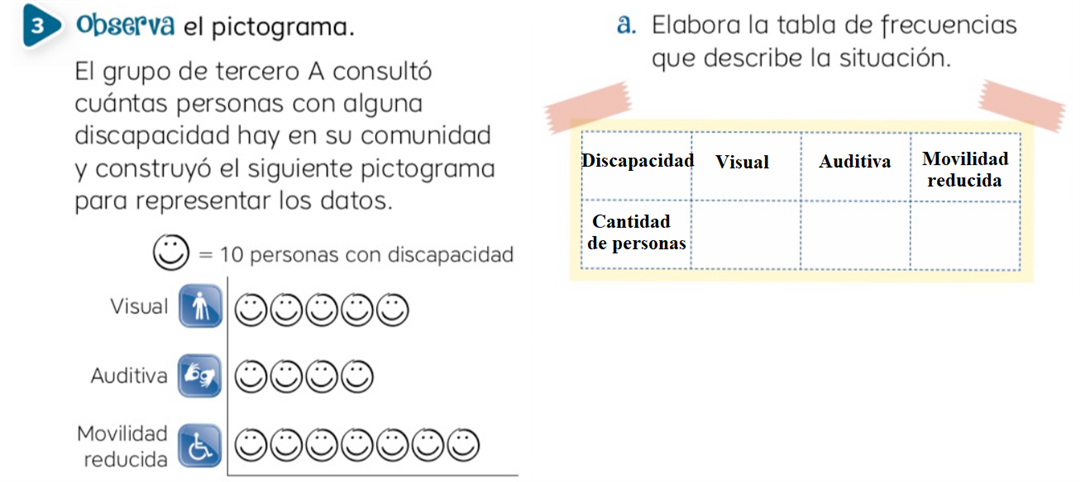 3 Observa el pictograma.
El grupo de tercero A consultó
cuántas personas con alguna
discapacidad hay en su comunidad
y construyó el siguiente pictograma
para representar los datos.
= 10 personas con discapacidad
Visual
Auditiva
Movilidad
reducida
a. Elabora la tabla de frecuencias
que describe la situación.
Discapacidad Visual Auditiva Movilidad
reducida
Cantidad
de personas